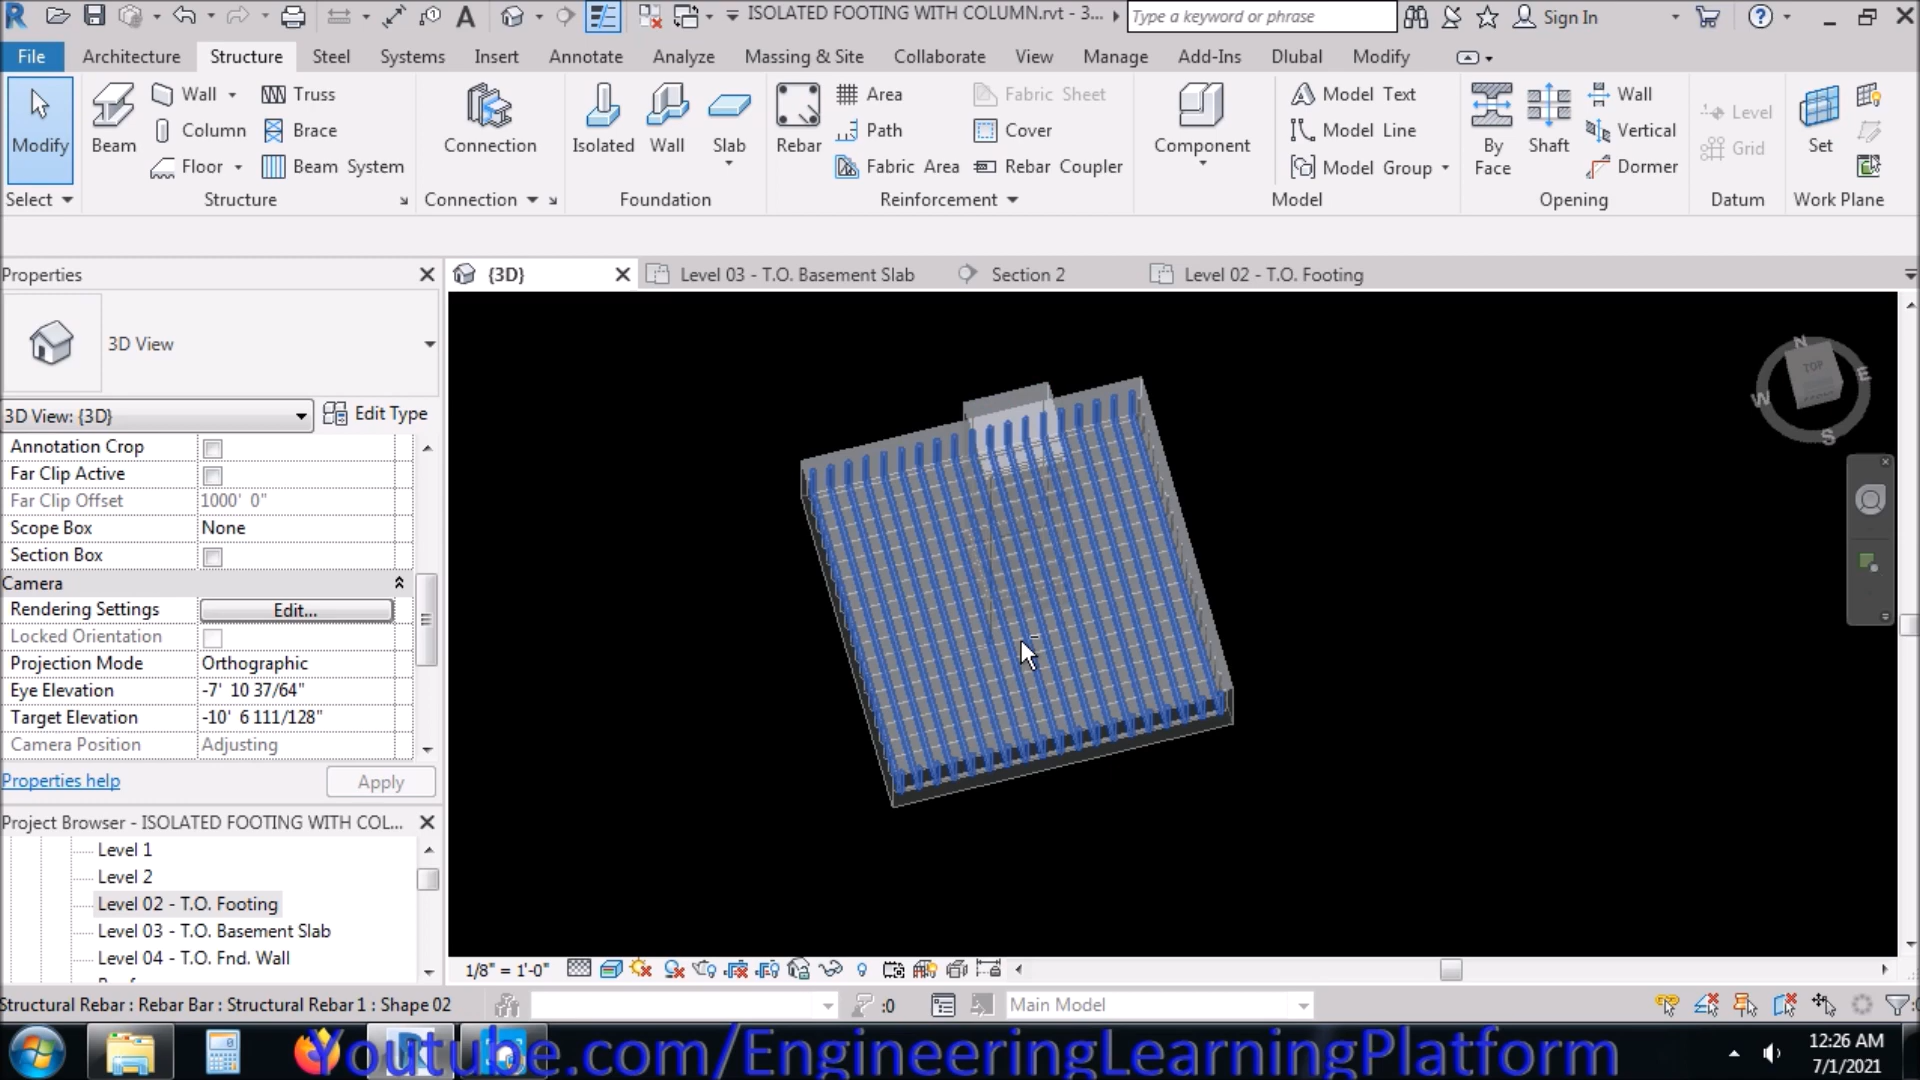 ISOLATED FOOTING WITH COLUMN.rvt - 3...
Type a keyword or phrase
Sign In
File
Architecture
Structure
Steel
Systems
Insert
Annotate
Analyze
Massing & Site
Collaborate
View
Manage
Add-Ins
Dlubal
Modify
Modify
Beam
Wall
Column
Floor
Truss
Brace
Beam System
Connection
Isolated
Wall
Slab
Rebar
Area
Path
Fabric Area
Fabric Sheet
Cover
Rebar Coupler
Component
Model Text
Model Line
Model Group
By
Face
Shaft
Wall
Vertical
Dormer
Level
Grid
Set
Select
Structure
Connection
Foundation
Reinforcement
Model
Opening
Datum
Work Plane
Properties
{3D}
Level 03 - T.O. Basement Slab
Section 2
Level 02 - T.O. Footing
3D View
3D View: {3D}
Edit Type
Annotation Crop
Far Clip Active
Far Clip Offset 1000' 0"
Scope Box None
Section Box
Camera
Rendering Settings Edit...
Locked Orientation
Projection Mode Orthographic
Eye Elevation -7' 10 37/64"
Target Elevation -10' 6 111/128"
Camera Position Adjusting
Properties help
Apply
Project Browser - ISOLATED FOOTING WITH COL...
Level 1
Level 2
Level 02 - T.O. Footing
Level 03 - T.O. Basement Slab
Level 04 - T.O. Fnd. Wall
N
E
S
W
TOP
1/8" = 1'-0"
Structural Rebar : Rebar Bar : Structural Rebar 1 : Shape 02
:0
Main Model
Youtube.com/EngineeringLearningPlatform
12:26 AM
7/1/2021